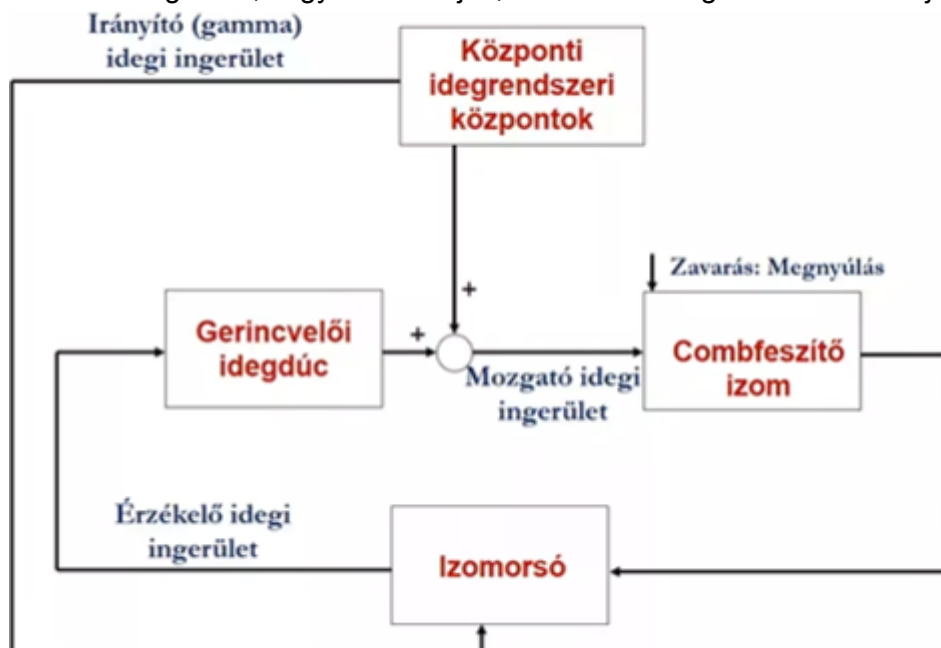 Irányító (gamma)
idegi ingerület
Központi
idegrendszeri
központok
+
Zavarás: Megnyúlás
Gerincvelői
idegdúc
+
Combfeszítő
izom
Mozgató idegi
ingerület
Érzékelő idegi
ingerület
Izomorsó